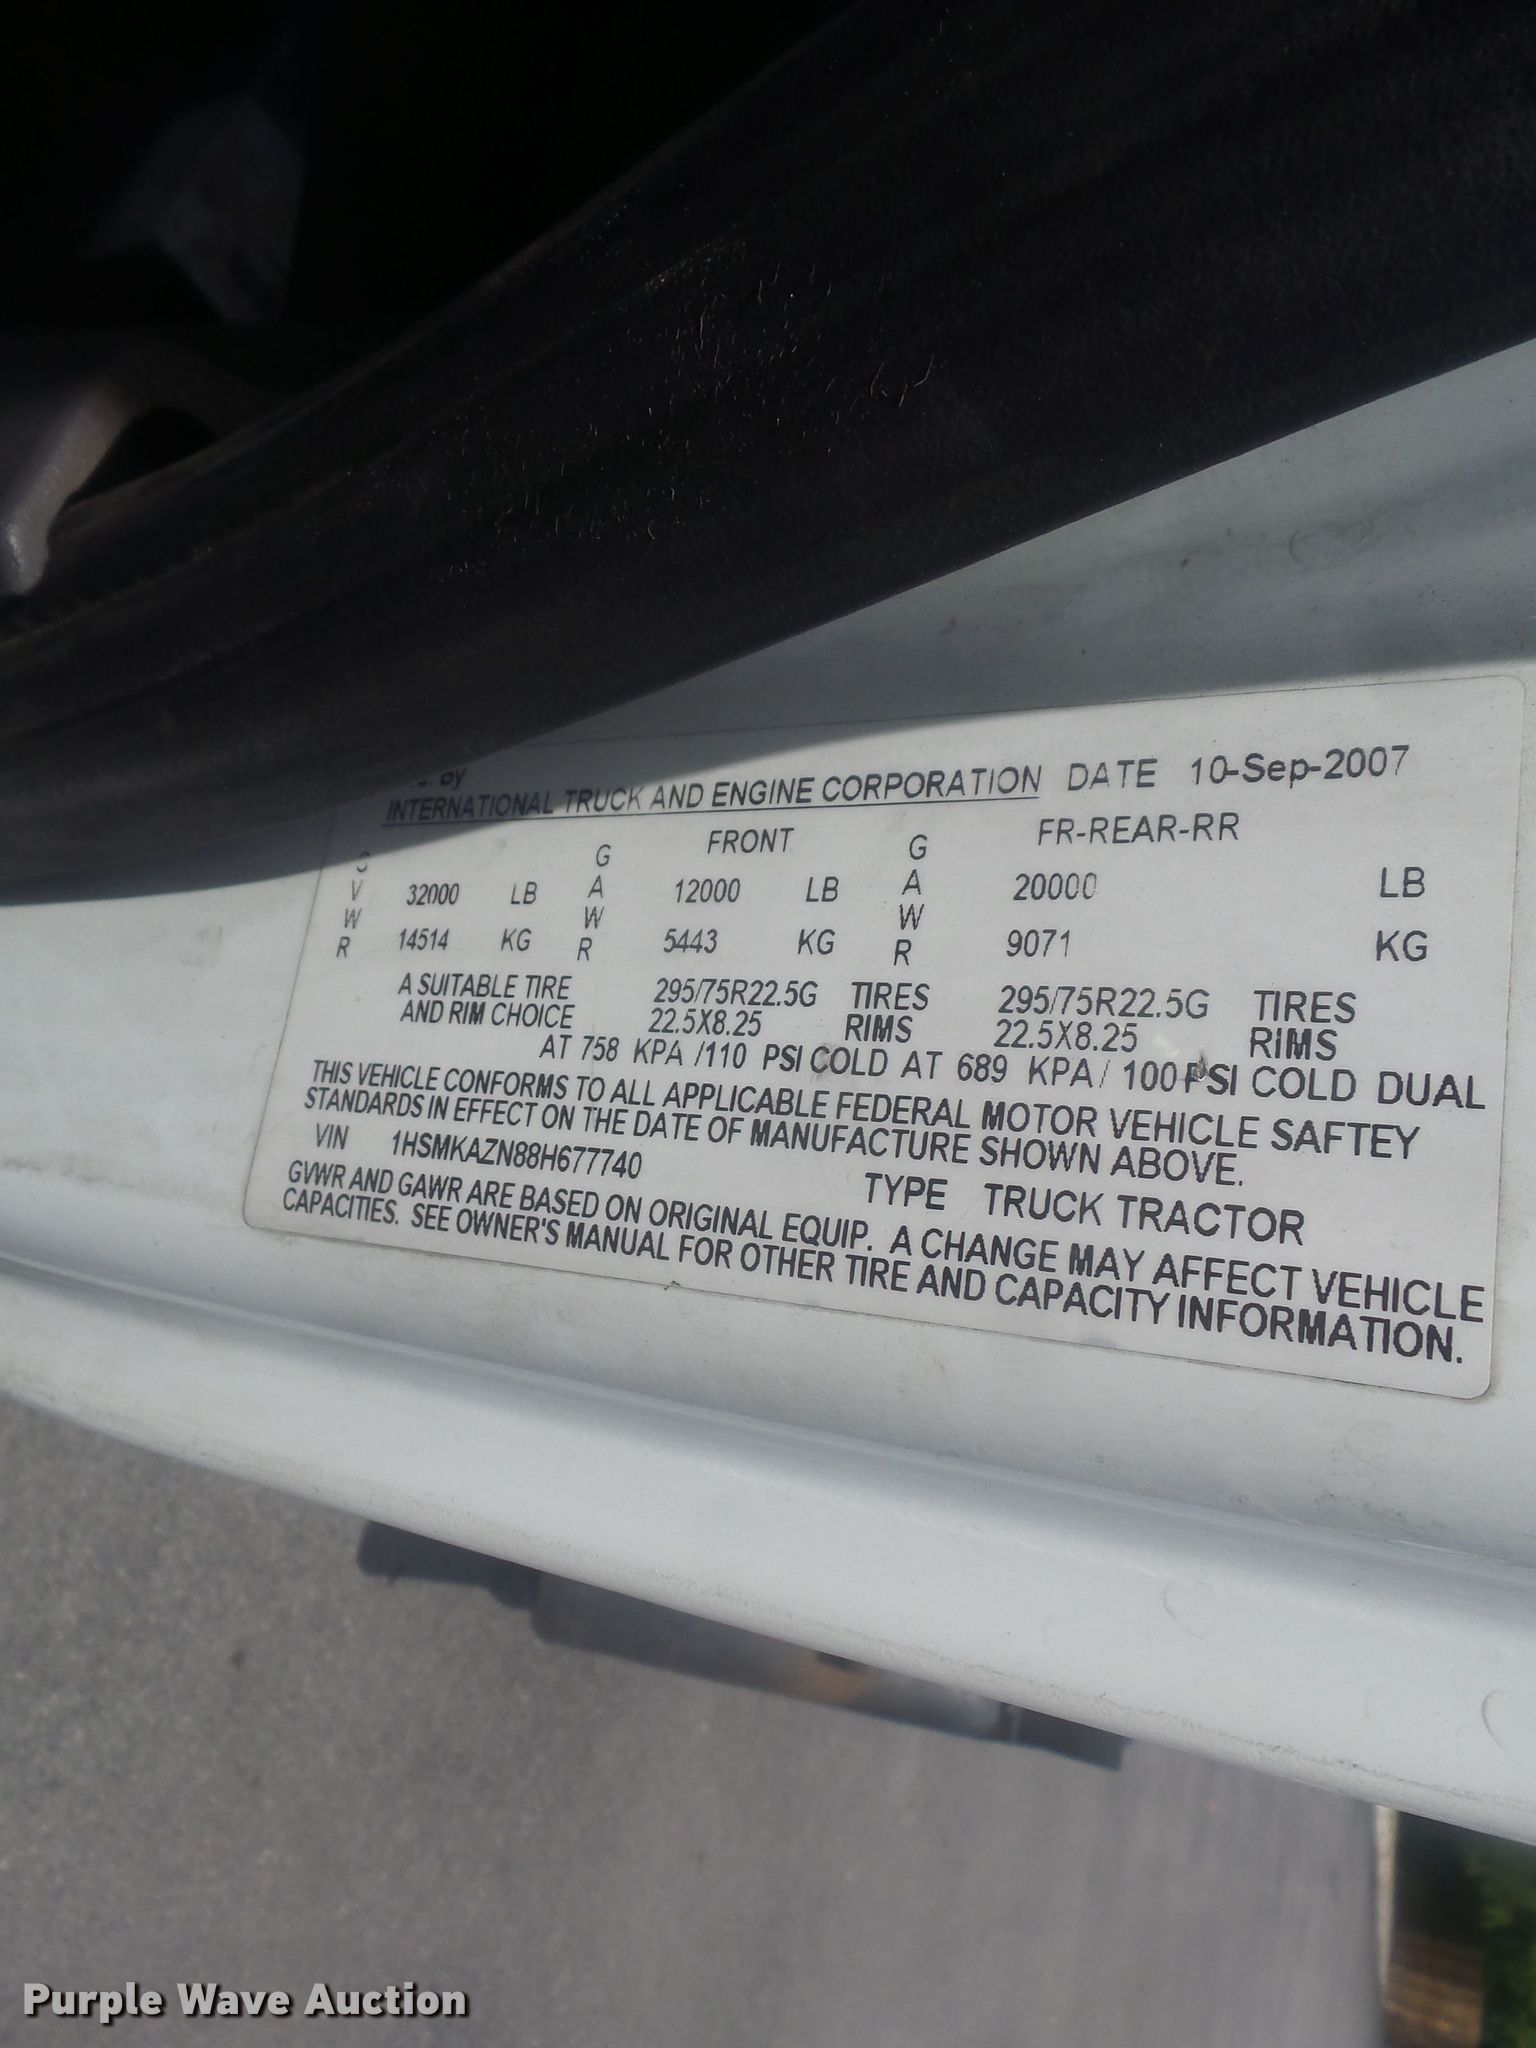 By
INTERNATIONAL TRUCK AND ENGINE CORPORATION DATE 10-Sep-2007
G V W R 32000 LB 14514 KG
G A W R FRONT 12000 LB 5443 KG
G A W R FR-REAR-RR 20000 LB 9071 KG
A SUITABLE TIRE 295/75R22.5G TIRES 295/75R22.5G TIRES
AND RIM CHOICE 22.5X8.25 RIMS 22.5X8.25 RIMS
AT 758 KPA /110 PSI COLD AT 689 KPA/ 100 PSI COLD DUAL
THIS VEHICLE CONFORMS TO ALL APPLICABLE FEDERAL MOTOR VEHICLE SAFTEY
STANDARDS IN EFFECT ON THE DATE OF MANUFACTURE SHOWN ABOVE.
VIN 1HSMKAZN88H677740 TYPE TRUCK TRACTOR
GVWR AND GAWR ARE BASED ON ORIGINAL EQUIP. A CHANGE MAY AFFECT VEHICLE
CAPACITIES. SEE OWNER'S MANUAL FOR OTHER TIRE AND CAPACITY INFORMATION.
Purple Wave Auction